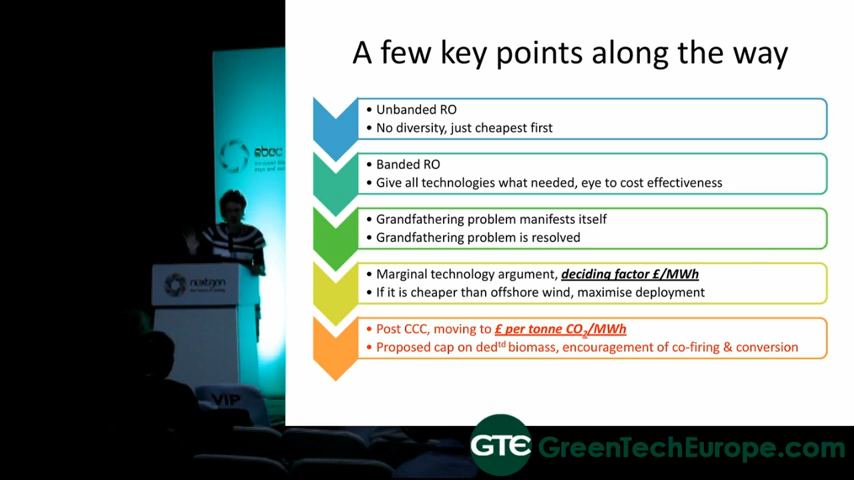 A few key points along the way
• Unbanded RO
• No diversity, just cheapest first
• Banded RO
• Give all technologies what needed, eye to cost effectiveness
• Grandfathering problem manifests itself
• Grandfathering problem is resolved
• Marginal technology argument, deciding factor £/MWh
• If it is cheaper than offshore wind, maximise deployment
• Post CCC, moving to £ per tonne CO2/MWh
• Proposed cap on dedtd biomass, encouragement of co-firing & conversion
nextgen
VIP
GTE GreenTechEurope.com